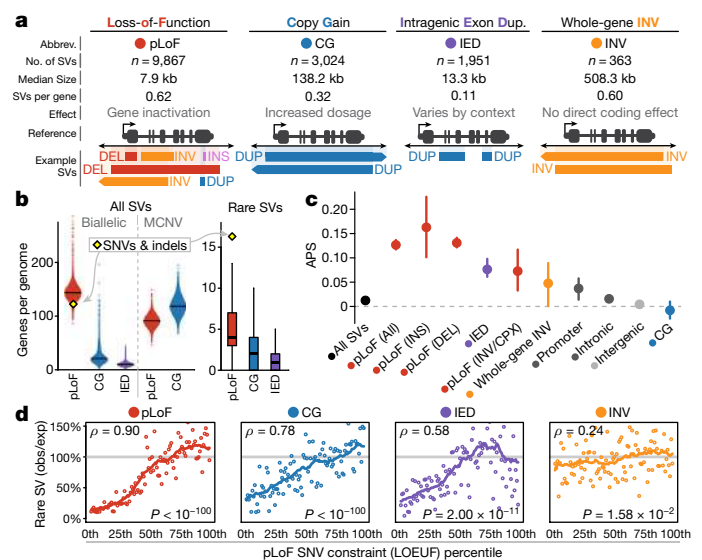 a
Loss-of-Function Copy Gain Intragenic Exon Dup. Whole-gene INV
Abbrev. pLoF CG IED INV
No. of SVs n = 9,867 n = 3,024 n = 1,951 n = 363
Median Size 7.9 kb 138.2 kb 13.3 kb 508.3 kb
SVs per gene 0.62 0.32 0.11 0.60
Effect Gene inactivation Increased dosage Varies by context No direct coding effect
Reference
Example SVs
DEL INV INS DUP DUP DUP INV
DEL DUP INV
INV DUP
b
All SVs Rare SVs
Biallelic MCNV
SNVs & indels
Genes per genome
200
100
0
15
10
5
0
pLoF CG IED pLoF CG pLoF CG IED
c
APS
0.20
0.15
0.10
0.05
0
All SVs
pLoF (All)
pLoF (INS)
pLoF (DEL)
IED
pLoF (INV/CPX)
Whole-gene INV
Promoter
Intronic
Intergenic
CG
d
pLoF CG IED INV
Rare SV (obs/exp)
150%
100%
50%
0%
ρ = 0.90 ρ = 0.78 ρ = 0.58 ρ = 0.24
P < 10⁻¹⁰⁰ P < 10⁻¹⁰⁰ P = 2.00 × 10⁻¹¹ P = 1.58 × 10⁻²
0th 25th 50th 75th 100th 0th 25th 50th 75th 100th 0th 25th 50th 75th 100th 0th 25th 50th 75th 100th
pLoF SNV constraint (LOEUF) percentile